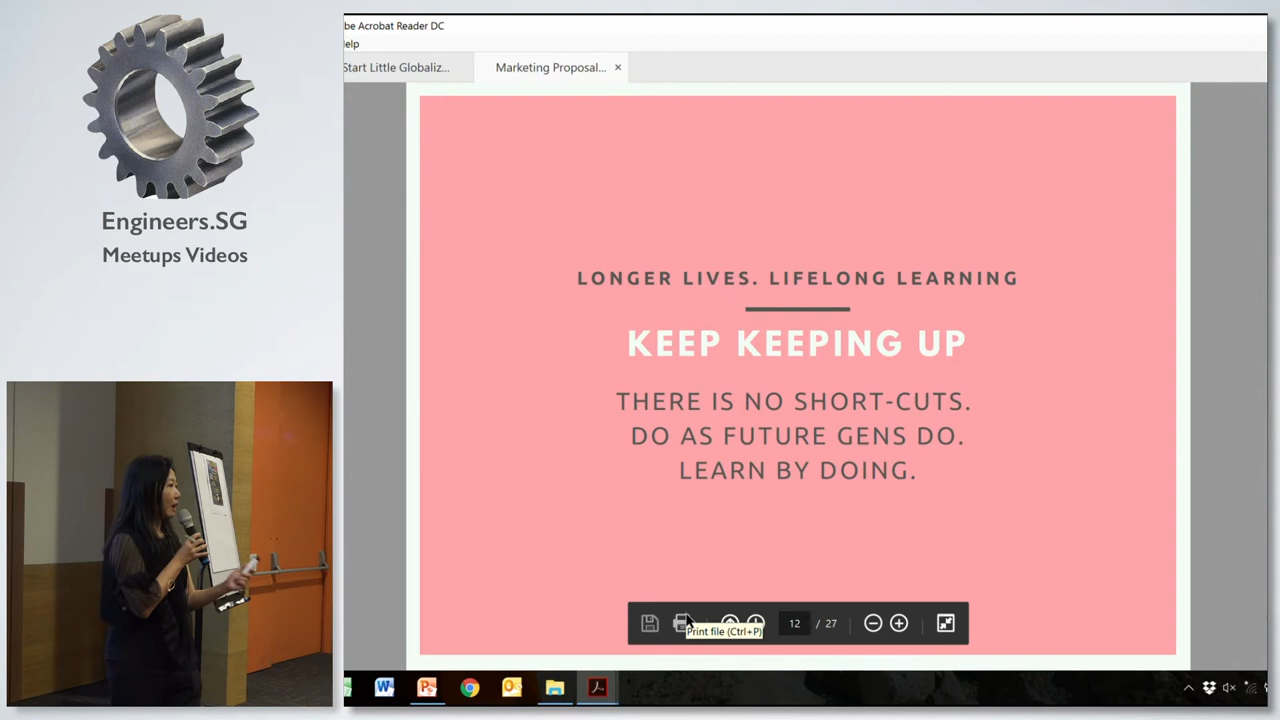 Engineers.SG
Meetups Videos
be Acrobat Reader DC
elp
Start Little Globaliz...
Marketing Proposal...
LONGER LIVES. LIFELONG LEARNING
KEEP KEEPING UP
THERE IS NO SHORT-CUTS.
DO AS FUTURE GENS DO.
LEARN BY DOING.
12 / 27
Print file (Ctrl+P)